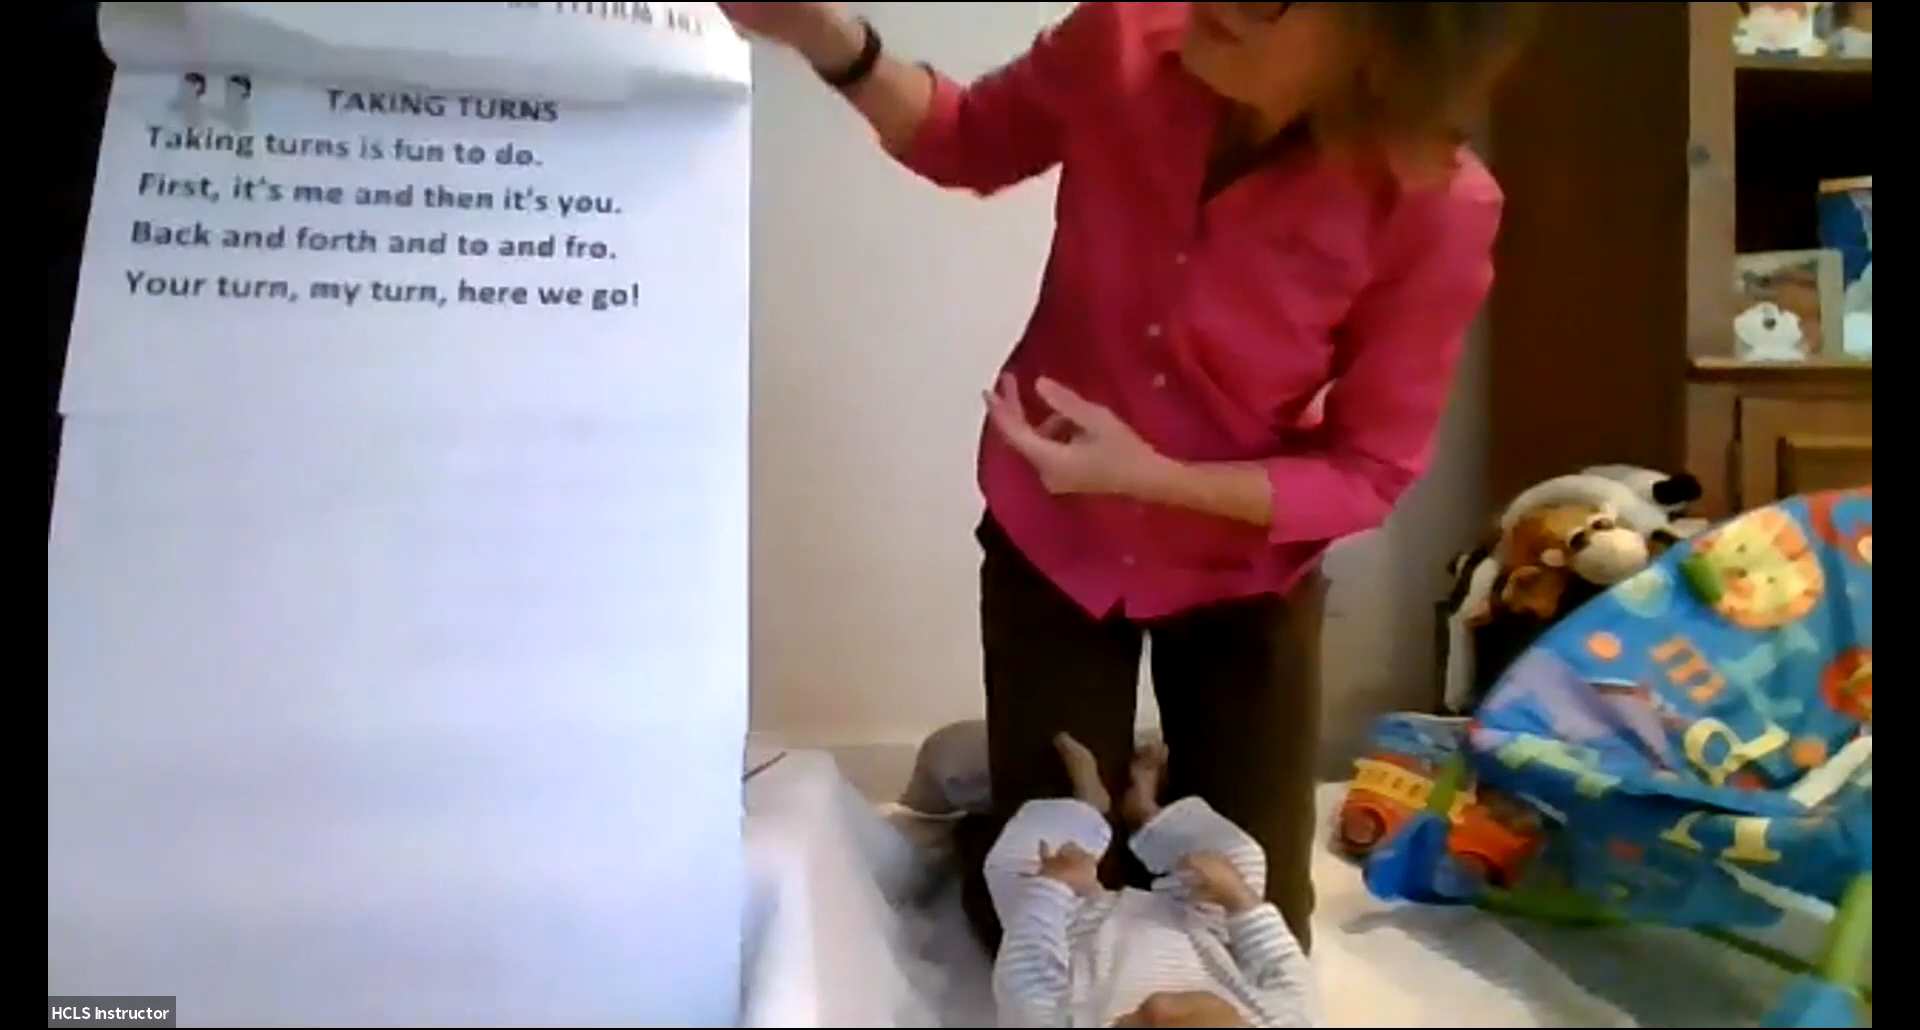 TAKING TURNS
Taking turns is fun to do.
First, it's me and then it's you.
Back and forth and to and fro.
Your turn, my turn, here we go!
HCLS Instructor